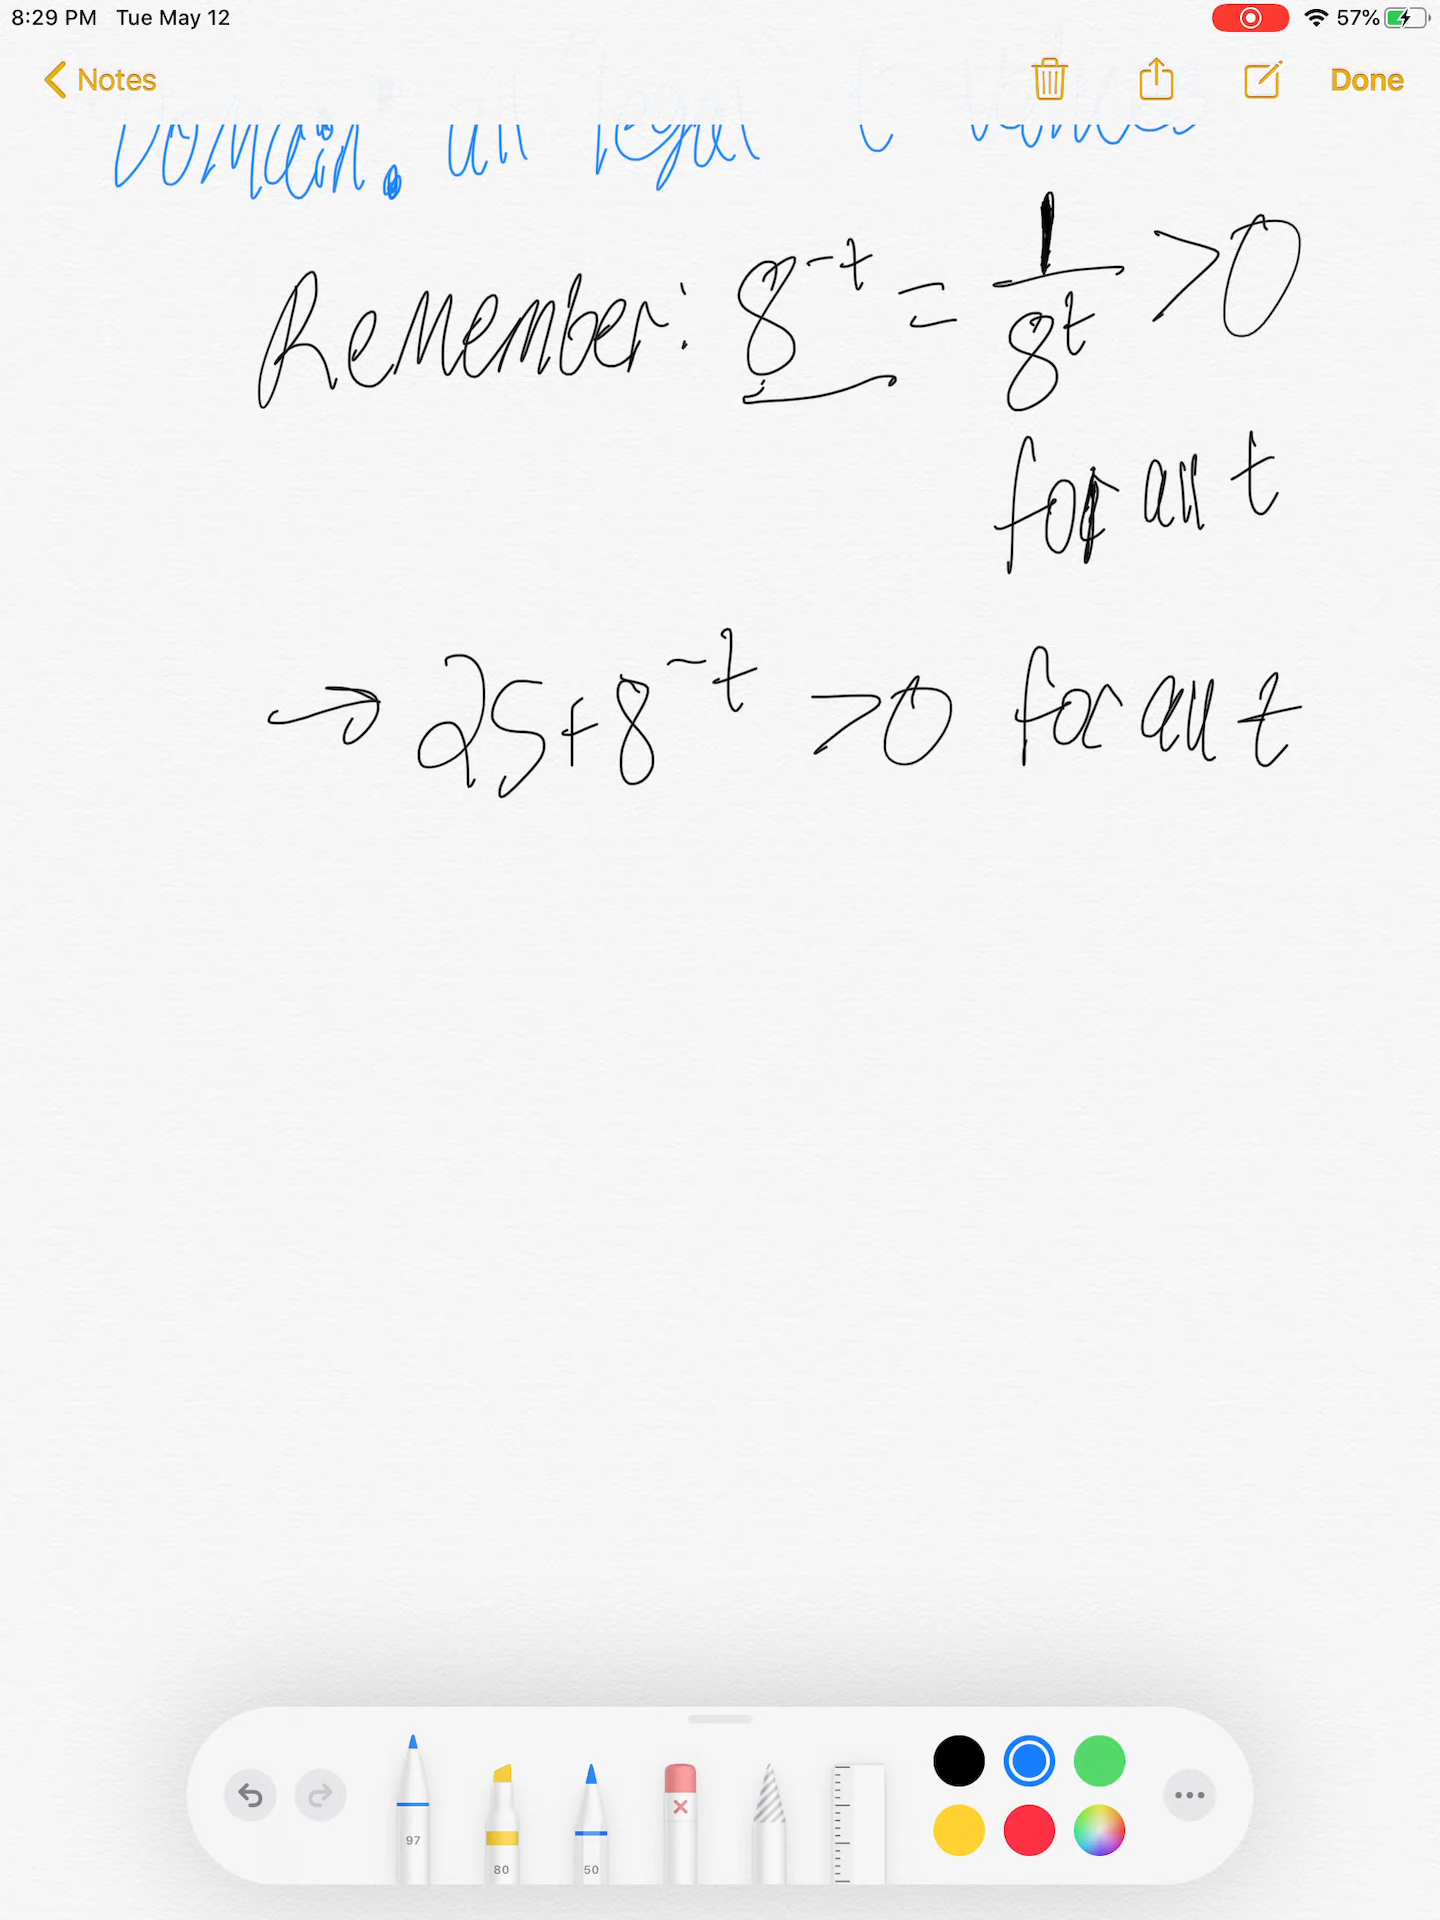 8:29 PM Tue May 12 57%
Notes Done
Domain: all legal t values
Remember: 8^-t = 1/8^t >0
for all t
→ 25+8^-t >0 for all t
97 80 50